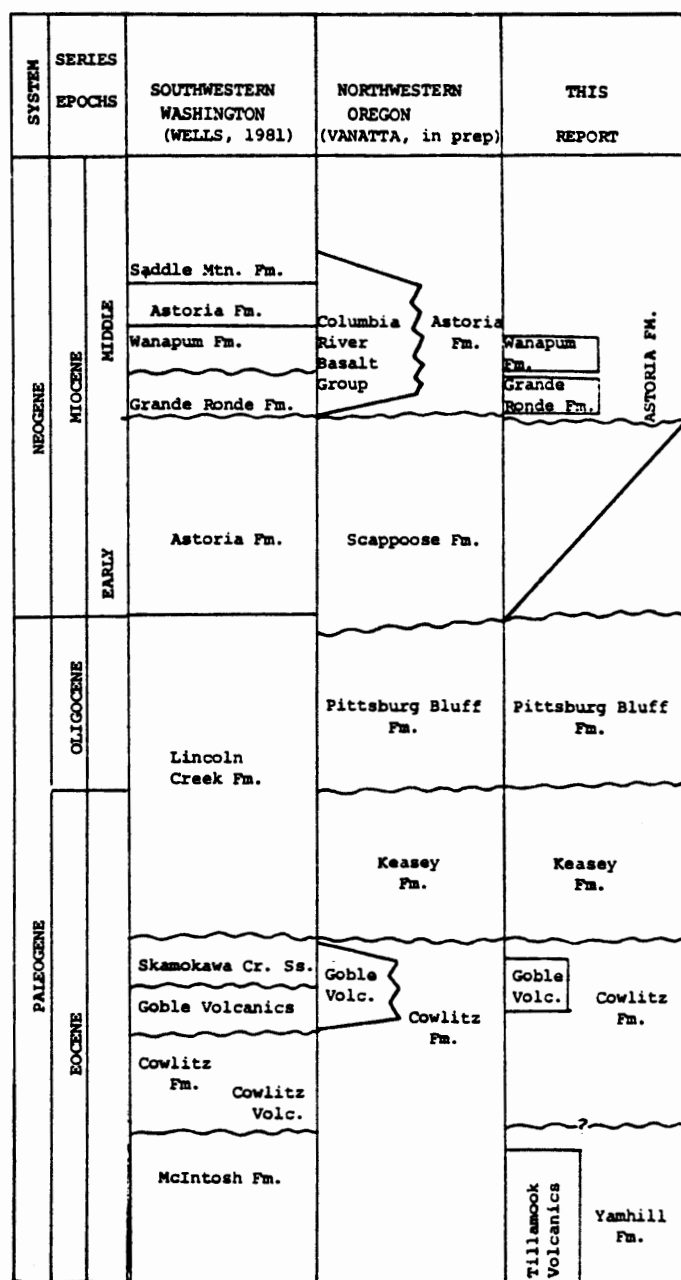 SYSTEM
SERIES
EPOCHS
SOUTHWESTERN
WASHINGTON
(WELLS, 1981)
NORTHWESTERN
OREGON
(VANATTA, in prep)
THIS
REPORT
NEOGENE
MIOCENE
MIDDLE
EARLY
PALEOGENE
OLIGOCENE
EOCENE
Saddle Mtn. Fm.
Astoria Fm.
Wanapum Fm.
Grande Ronde Fm.
Astoria Fm.
Lincoln
Creek Fm.
Skamokawa Cr. Ss.
Goble Volcanics
Cowlitz
Fm.
Cowlitz
Volc.
McIntosh Fm.
Columbia
River
Basalt
Group
Astoria
Fm.
Scappoose Fm.
Pittsburg Bluff
Fm.
Keasey
Fm.
Goble
Volc.
Cowlitz
Fm.
Wanapum
Fm.
Grande
Ronde Fm.
ASTORIA FM.
Pittsburg Bluff
Fm.
Keasey
Fm.
Goble
Volc.
Cowlitz
Fm.
?
Tillamook
Volcanics
Yamhill
Fm.